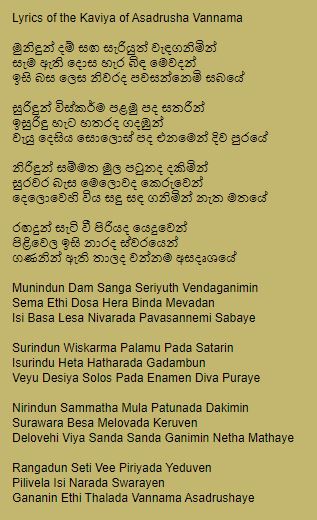 Lyrics of the Kaviya of Asadrusha Vannama
මුනිඳුන් දම් සඟ සැරියුත් වැඳගනිමින්
සැම ඇති දොස හැර බිඳ මෙවදන්
ඉසි බස ලෙස නිවරද පවසන්නෙමි සබයේ
සුරිඳුන් විස්කර්ම පළමු පද සතරින්
ඉසුරිඳු හැට හතරද ගදඹුන්
වැයු දෙසිය සොලොස් පද එනමෙන් දිව පුරයේ
නිරිඳුන් සම්මත මුල පටුනද දකිමින්
සුරවර බැස මෙලොවද කෙරුවෙන්
දෙලොවෙහි විය සඳු සඳ ගනිමින් නැත මතයේ
රඟදුන් සැටි වී පිරියද යෙදුවෙන්
පිළිවෙල ඉසි නාරද ස්වරයෙන්
ගණනින් ඇති තාලද වන්නම අසදෘශයේ
Munindun Dam Sanga Seriyuth Vendaganimin
Sema Ethi Dosa Hera Binda Mevadan
Isi Basa Lesa Nivarada Pavasannemi Sabaye
Surindun Wiskarma Palamu Pada Satarin
Isurindu Heta Hatharada Gadambun
Veyu Desiya Solos Pada Enamen Diva Puraye
Nirindun Sammatha Mula Patunada Dakimin
Surawara Besa Melovada Keruven
Delovehi Viya Sanda Sanda Ganimin Netha Mathaye
Rangadun Seti Vee Piriyada Yeduven
Pilivela Isi Narada Swarayen
Gananin Ethi Thalada Vannama Asadrushaye